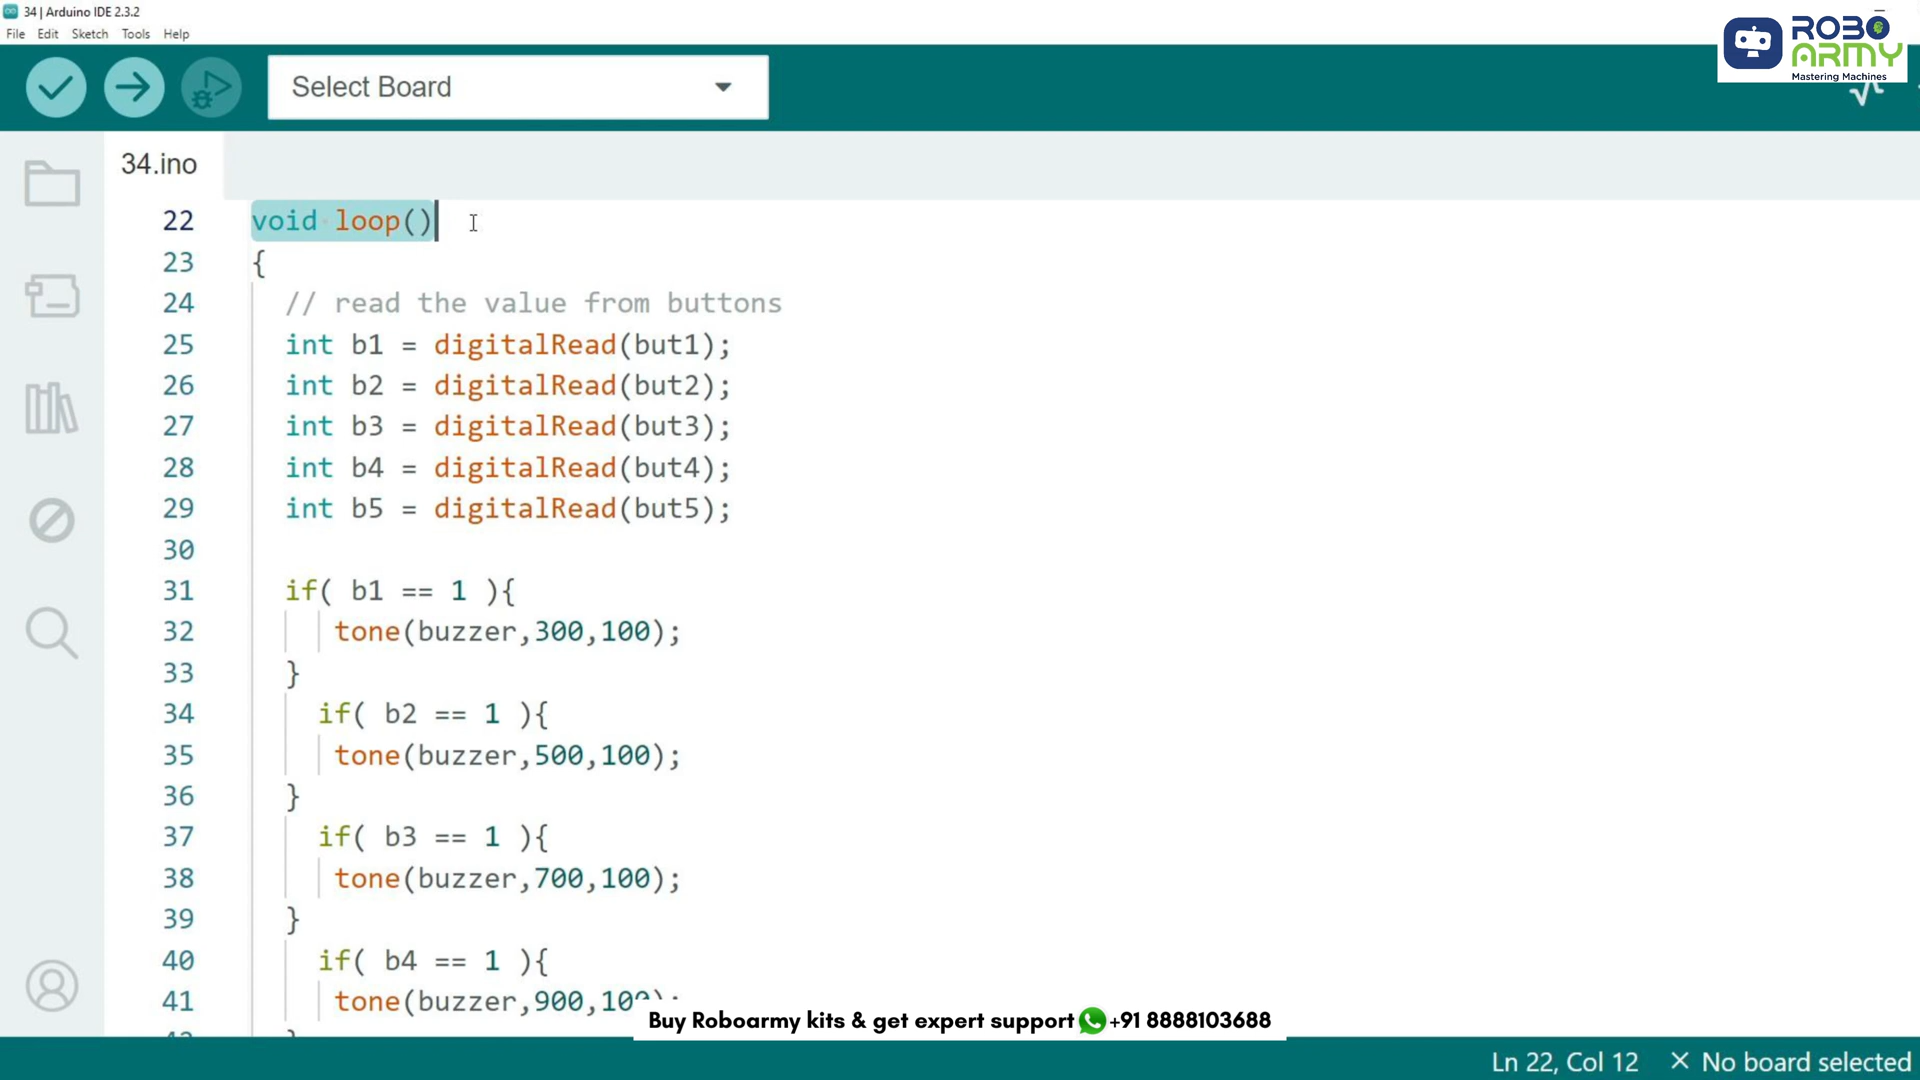 34 | Arduino IDE 2.3.2
File Edit Sketch Tools Help
ROBO
ARMY
Mastering Machines
Select Board
34.ino
22 void loop()
23 {
24 // read the value from buttons
25 int b1 = digitalRead(but1);
26 int b2 = digitalRead(but2);
27 int b3 = digitalRead(but3);
28 int b4 = digitalRead(but4);
29 int b5 = digitalRead(but5);
30
31 if( b1 == 1 ){
32 tone(buzzer,300,100);
33 }
34 if( b2 == 1 ){
35 tone(buzzer,500,100);
36 }
37 if( b3 == 1 ){
38 tone(buzzer,700,100);
39 }
40 if( b4 == 1 ){
41 tone(buzzer,900,100);
Buy Roboarmy kits & get expert support +91 8888103688
Ln 22, Col 12 × No board selected